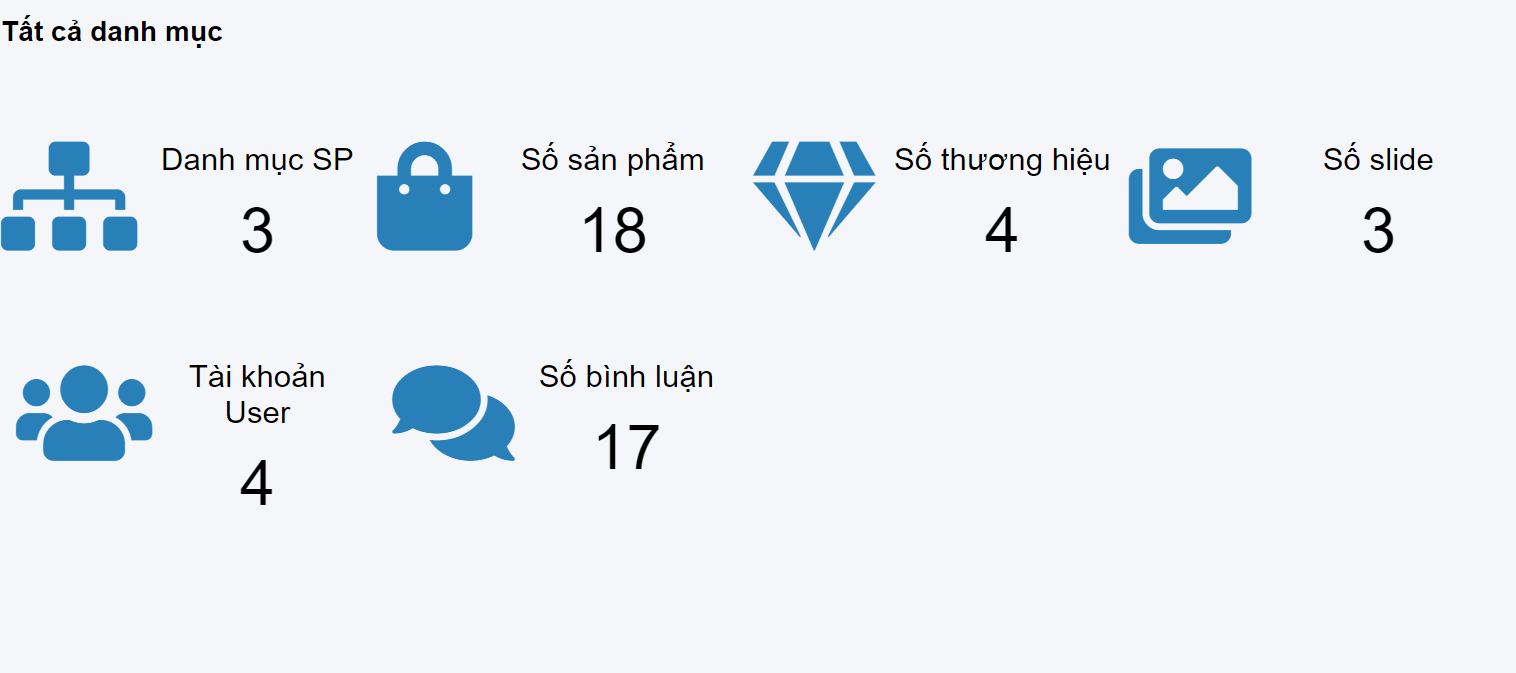 Tất cả danh mục
Danh mục SP
3
Số sản phẩm
18
Số thương hiệu
4
Số slide
3
Tài khoản
User
4
Số bình luận
17